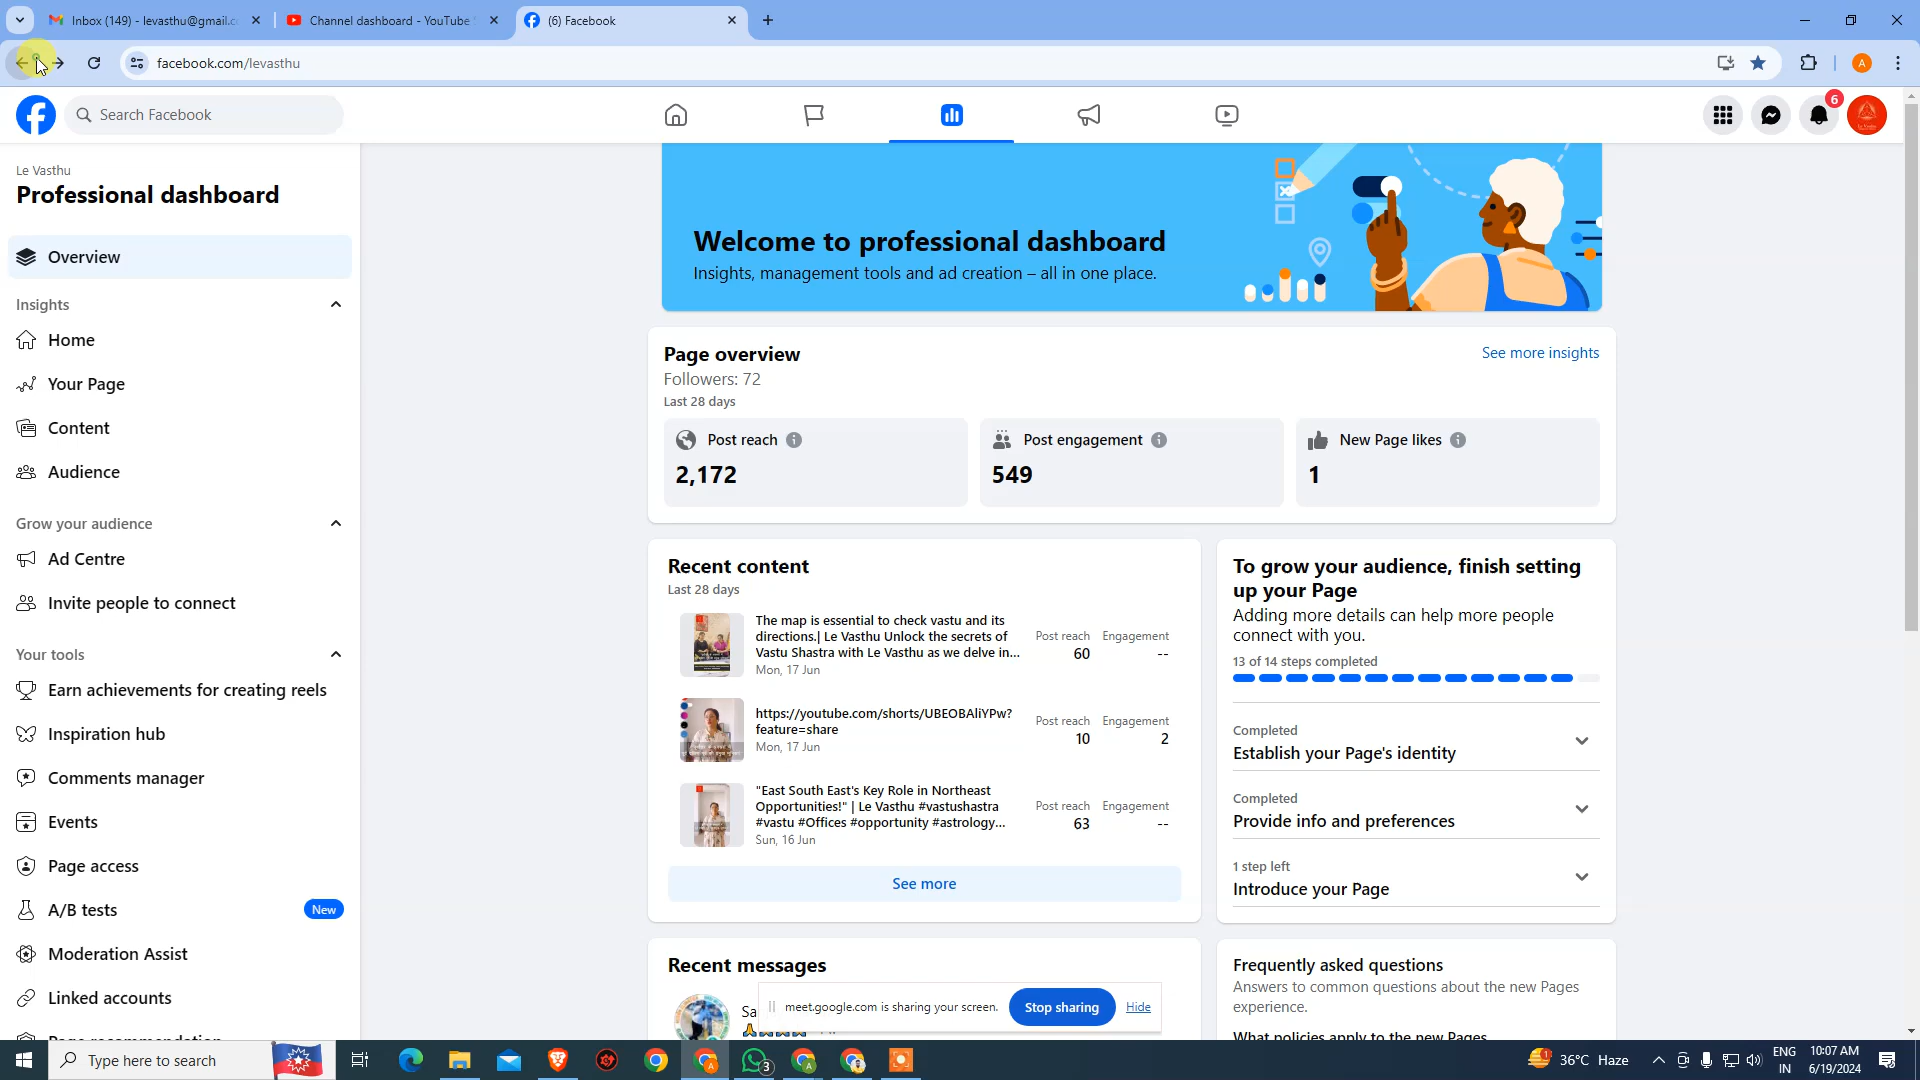 Inbox (149) - levasthu@gmail.c
Channel dashboard - YouTube S
(6) Facebook
facebook.com/levasthu
A
Search Facebook
6
Le Vasthu
Professional dashboard
Overview
Insights
Home
Your Page
Content
Audience
Grow your audience
Ad Centre
Invite people to connect
Your tools
Earn achievements for creating reels
Inspiration hub
Comments manager
Events
Page access
A/B tests
New
Moderation Assist
Linked accounts
Welcome to professional dashboard
Insights, management tools and ad creation – all in one place.
Page overview
See more insights
Followers: 72
Last 28 days
Post reach
2,172
Post engagement
549
New Page likes
1
Recent content
Last 28 days
The map is essential to check vastu and its
directions.| Le Vasthu Unlock the secrets of
Vastu Shastra with Le Vasthu as we delve in...
Mon, 17 Jun
Post reach
60
Engagement
--
https://youtube.com/shorts/UBEOBAliYPw?
feature=share
Mon, 17 Jun
Post reach
10
Engagement
2
"East South East's Key Role in Northeast
Opportunities!" | Le Vasthu #vastushastra
#vastu #Offices #opportunity #astrology...
Sun, 16 Jun
Post reach
63
Engagement
--
See more
To grow your audience, finish setting
up your Page
Adding more details can help more people
connect with you.
13 of 14 steps completed
Completed
Establish your Page's identity
Completed
Provide info and preferences
1 step left
Introduce your Page
Recent messages
Sa
Frequently asked questions
Answers to common questions about the new Pages
experience.
What policies apply to the new Pages
meet.google.com is sharing your screen.
Stop sharing
Hide
Type here to search
3
36°C Haze
ENG
IN
10:07 AM
6/19/2024